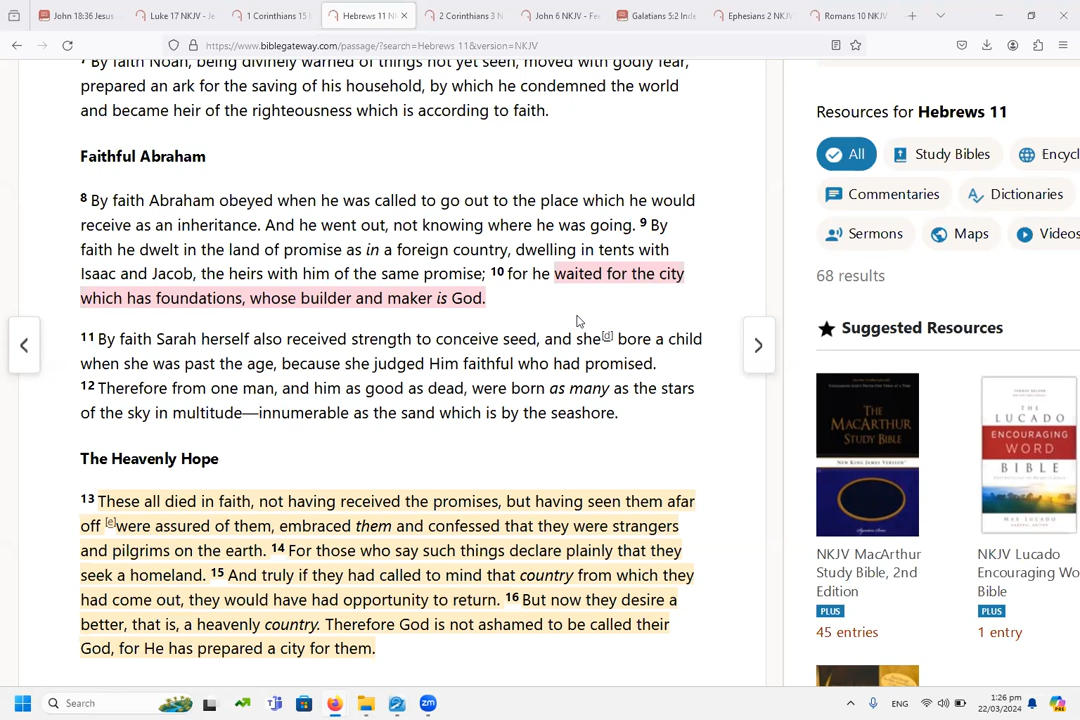 John 18:36 Jesus
Luke 17 NKJV - Je
1 Corinthians 15
Hebrews 11 N
2 Corinthians 3 N
John 6 NKJV - Fe
Galatians 5:2 Inde
Ephesians 2 NKJV
Romans 10 NKJV
https://www.biblegateway.com/passage/?search=Hebrews 11&version=NKJV
7 By faith Noah, being divinely warned of things not yet seen, moved with godly fear,
prepared an ark for the saving of his household, by which he condemned the world
and became heir of the righteousness which is according to faith.
Faithful Abraham
8 By faith Abraham obeyed when he was called to go out to the place which he would
receive as an inheritance. And he went out, not knowing where he was going. 9 By
faith he dwelt in the land of promise as in a foreign country, dwelling in tents with
Isaac and Jacob, the heirs with him of the same promise; 10 for he waited for the city
which has foundations, whose builder and maker is God.
11 By faith Sarah herself also received strength to conceive seed, and she[d] bore a child
when she was past the age, because she judged Him faithful who had promised.
12 Therefore from one man, and him as good as dead, were born as many as the stars
of the sky in multitude—innumerable as the sand which is by the seashore.
The Heavenly Hope
13 These all died in faith, not having received the promises, but having seen them afar
off [e]were assured of them, embraced them and confessed that they were strangers
and pilgrims on the earth. 14 For those who say such things declare plainly that they
seek a homeland. 15 And truly if they had called to mind that country from which they
had come out, they would have had opportunity to return. 16 But now they desire a
better, that is, a heavenly country. Therefore God is not ashamed to be called their
God, for He has prepared a city for them.
Resources for Hebrews 11
All
Study Bibles
Encycl
Commentaries
Dictionaries
Sermons
Maps
Videos
68 results
Suggested Resources
THE
MACARTHUR
STUDY BIBLE
NEW KING JAMES VERSION
NKJV MacArthur
Study Bible, 2nd
Edition
PLUS
45 entries
THE
LUCADO
ENCOURAGING
WORD
BIBLE
MAX LUCADO
NKJV Lucado
Encouraging Wo
Bible
PLUS
1 entry
Search
zm
ENG
1:26 pm
22/03/2024
PRE